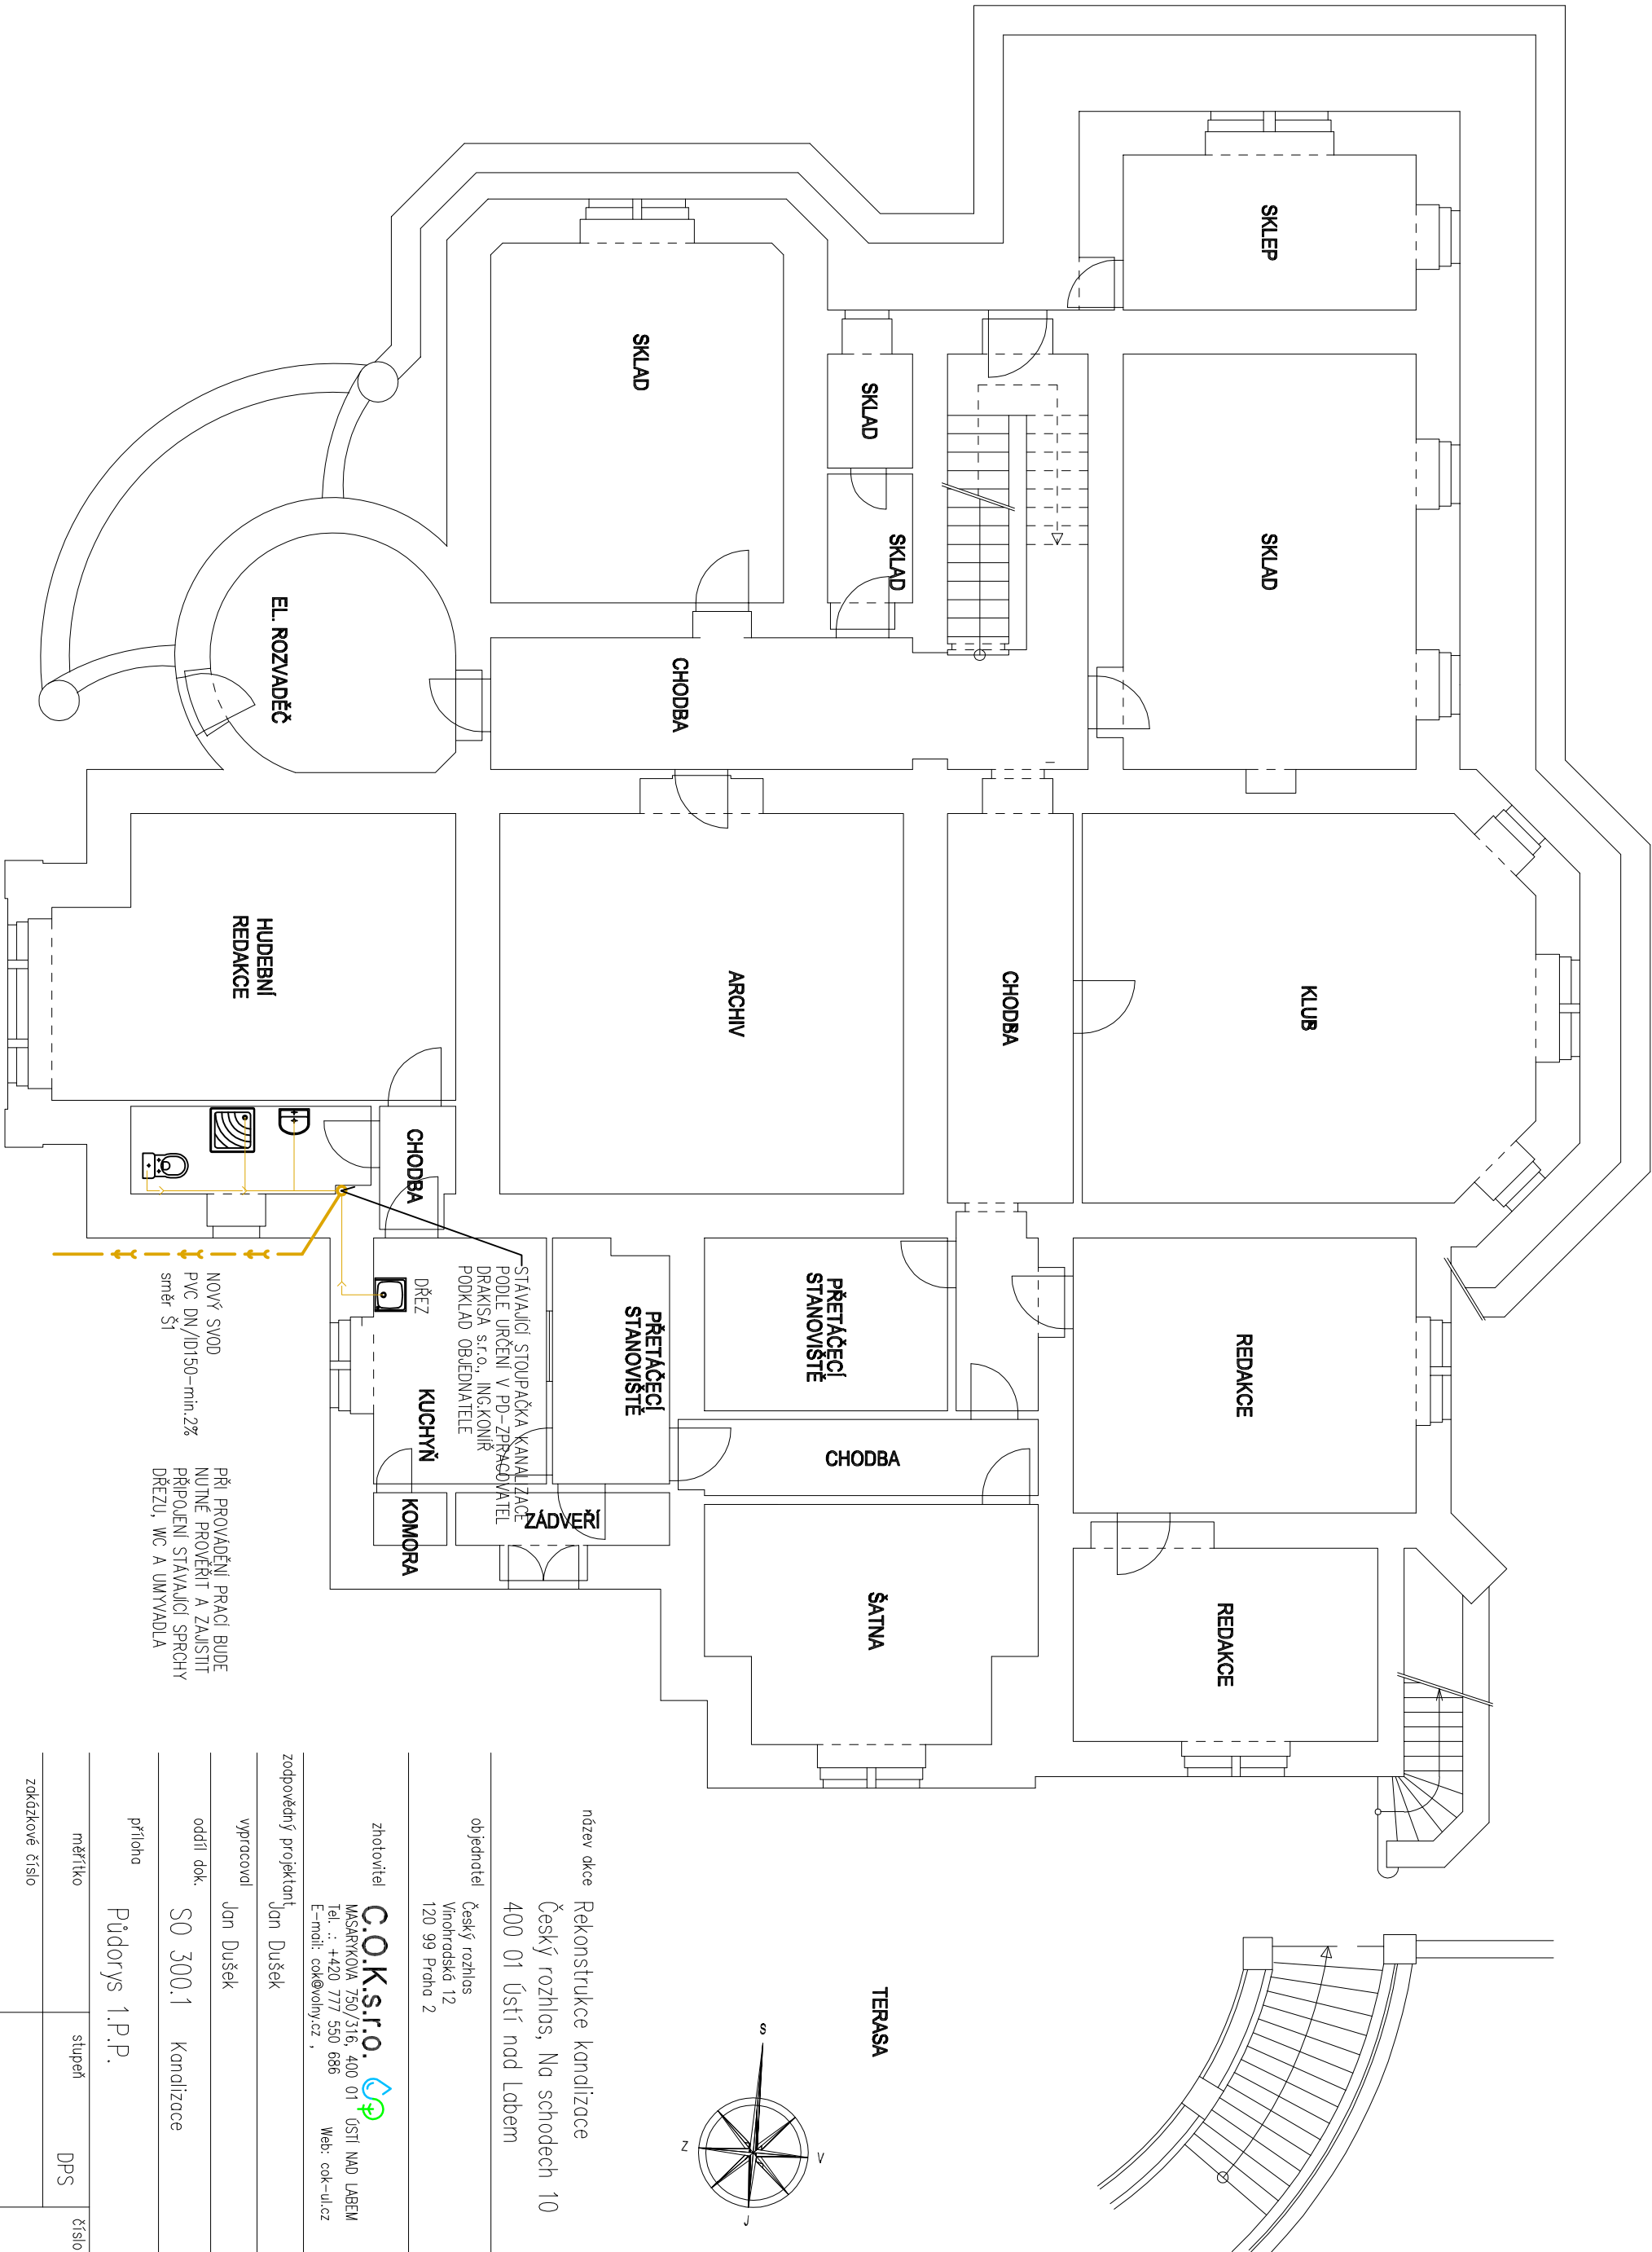 SKLEP
SKLAD
SKLAD
SKLAD
SKLAD
EL. ROZVADĚČ
CHODBA
HUDEBNÍ
REDAKCE
ARCHIV
CHODBA
KLUB
CHODBA
STÁVAJÍCÍ STOUPAČKA KANALIZACE
PODLE URČENÍ V PD-ZPRACOVATEL
DRAKISA s.r.o., ING.KONÍŘ
PODKLAD OBJEDNATELE
DŘEZ
KUCHYŇ
PŘETÁČECÍ
STANOVIŠTĚ
PŘETÁČECÍ
STANOVIŠTĚ
REDAKCE
CHODBA
KOMORA
ZÁDVEŘÍ
ŠATNA
REDAKCE
NOVÝ SVOD
PVC DN/ID150-min.2%
směr Š1
PŘI PROVÁDĚNÍ PRACÍ BUDE
NUTNÉ PROVĚŘIT A ZAJISTIT
PŘIPOJENÍ STÁVAJÍCÍ SPRCHY
DŘEZU, WC A UMYVADLA
TERASA
S
V
Z
J
název akce Rekonstrukce kanalizace
Český rozhlas, Na schodech 10
400 01 Ústí nad Labem
objednatel Český rozhlas
Vinohradská 12
120 99 Praha 2
zhotovitel C.O.K.s.r.o.
MASARYKOVA 750/316, 400 01 ÚSTÍ NAD LABEM
Tel. .: +420 777 550 686
E-mail: cok@volny.cz , Web: cok-ul.cz
zodpovědný projektant Jan Dušek
vypracoval Jan Dušek
oddíl dok. SO 300.1 Kanalizace
příloha Půdorys 1.P.P.
měřítko stupeň DPS číslo
zakázkové číslo